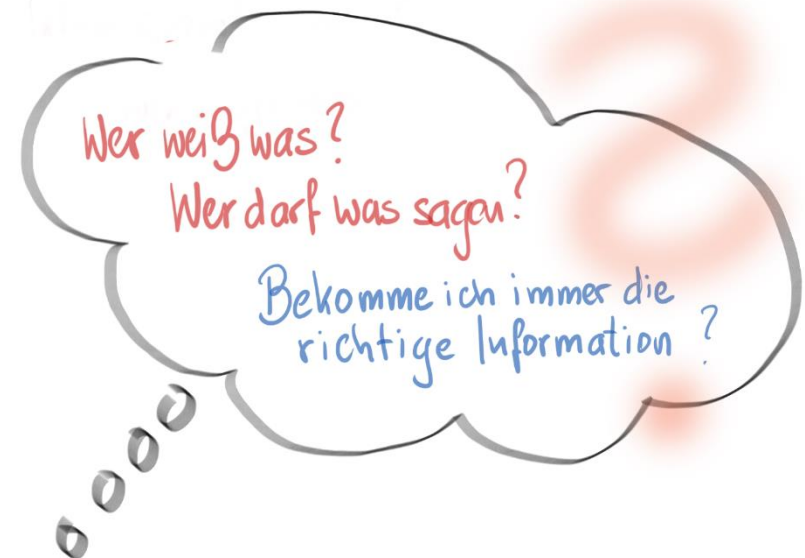 Wer weiß was?
Wer darf was sagen?
Bekomme ich immer die
richtige Information ?